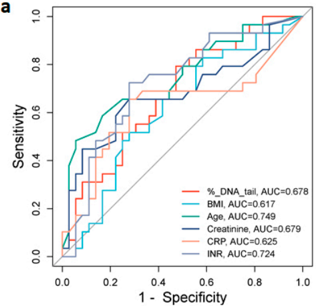 a
1.0
0.8
0.6
0.4
0.2
0.0
Sensitivity
%_DNA_tail, AUC=0.678
BMI, AUC=0.617
Age, AUC=0.749
Creatinine, AUC=0.679
CRP, AUC=0.625
INR, AUC=0.724
0.0 0.2 0.4 0.6 0.8 1.0
1 - Specificity